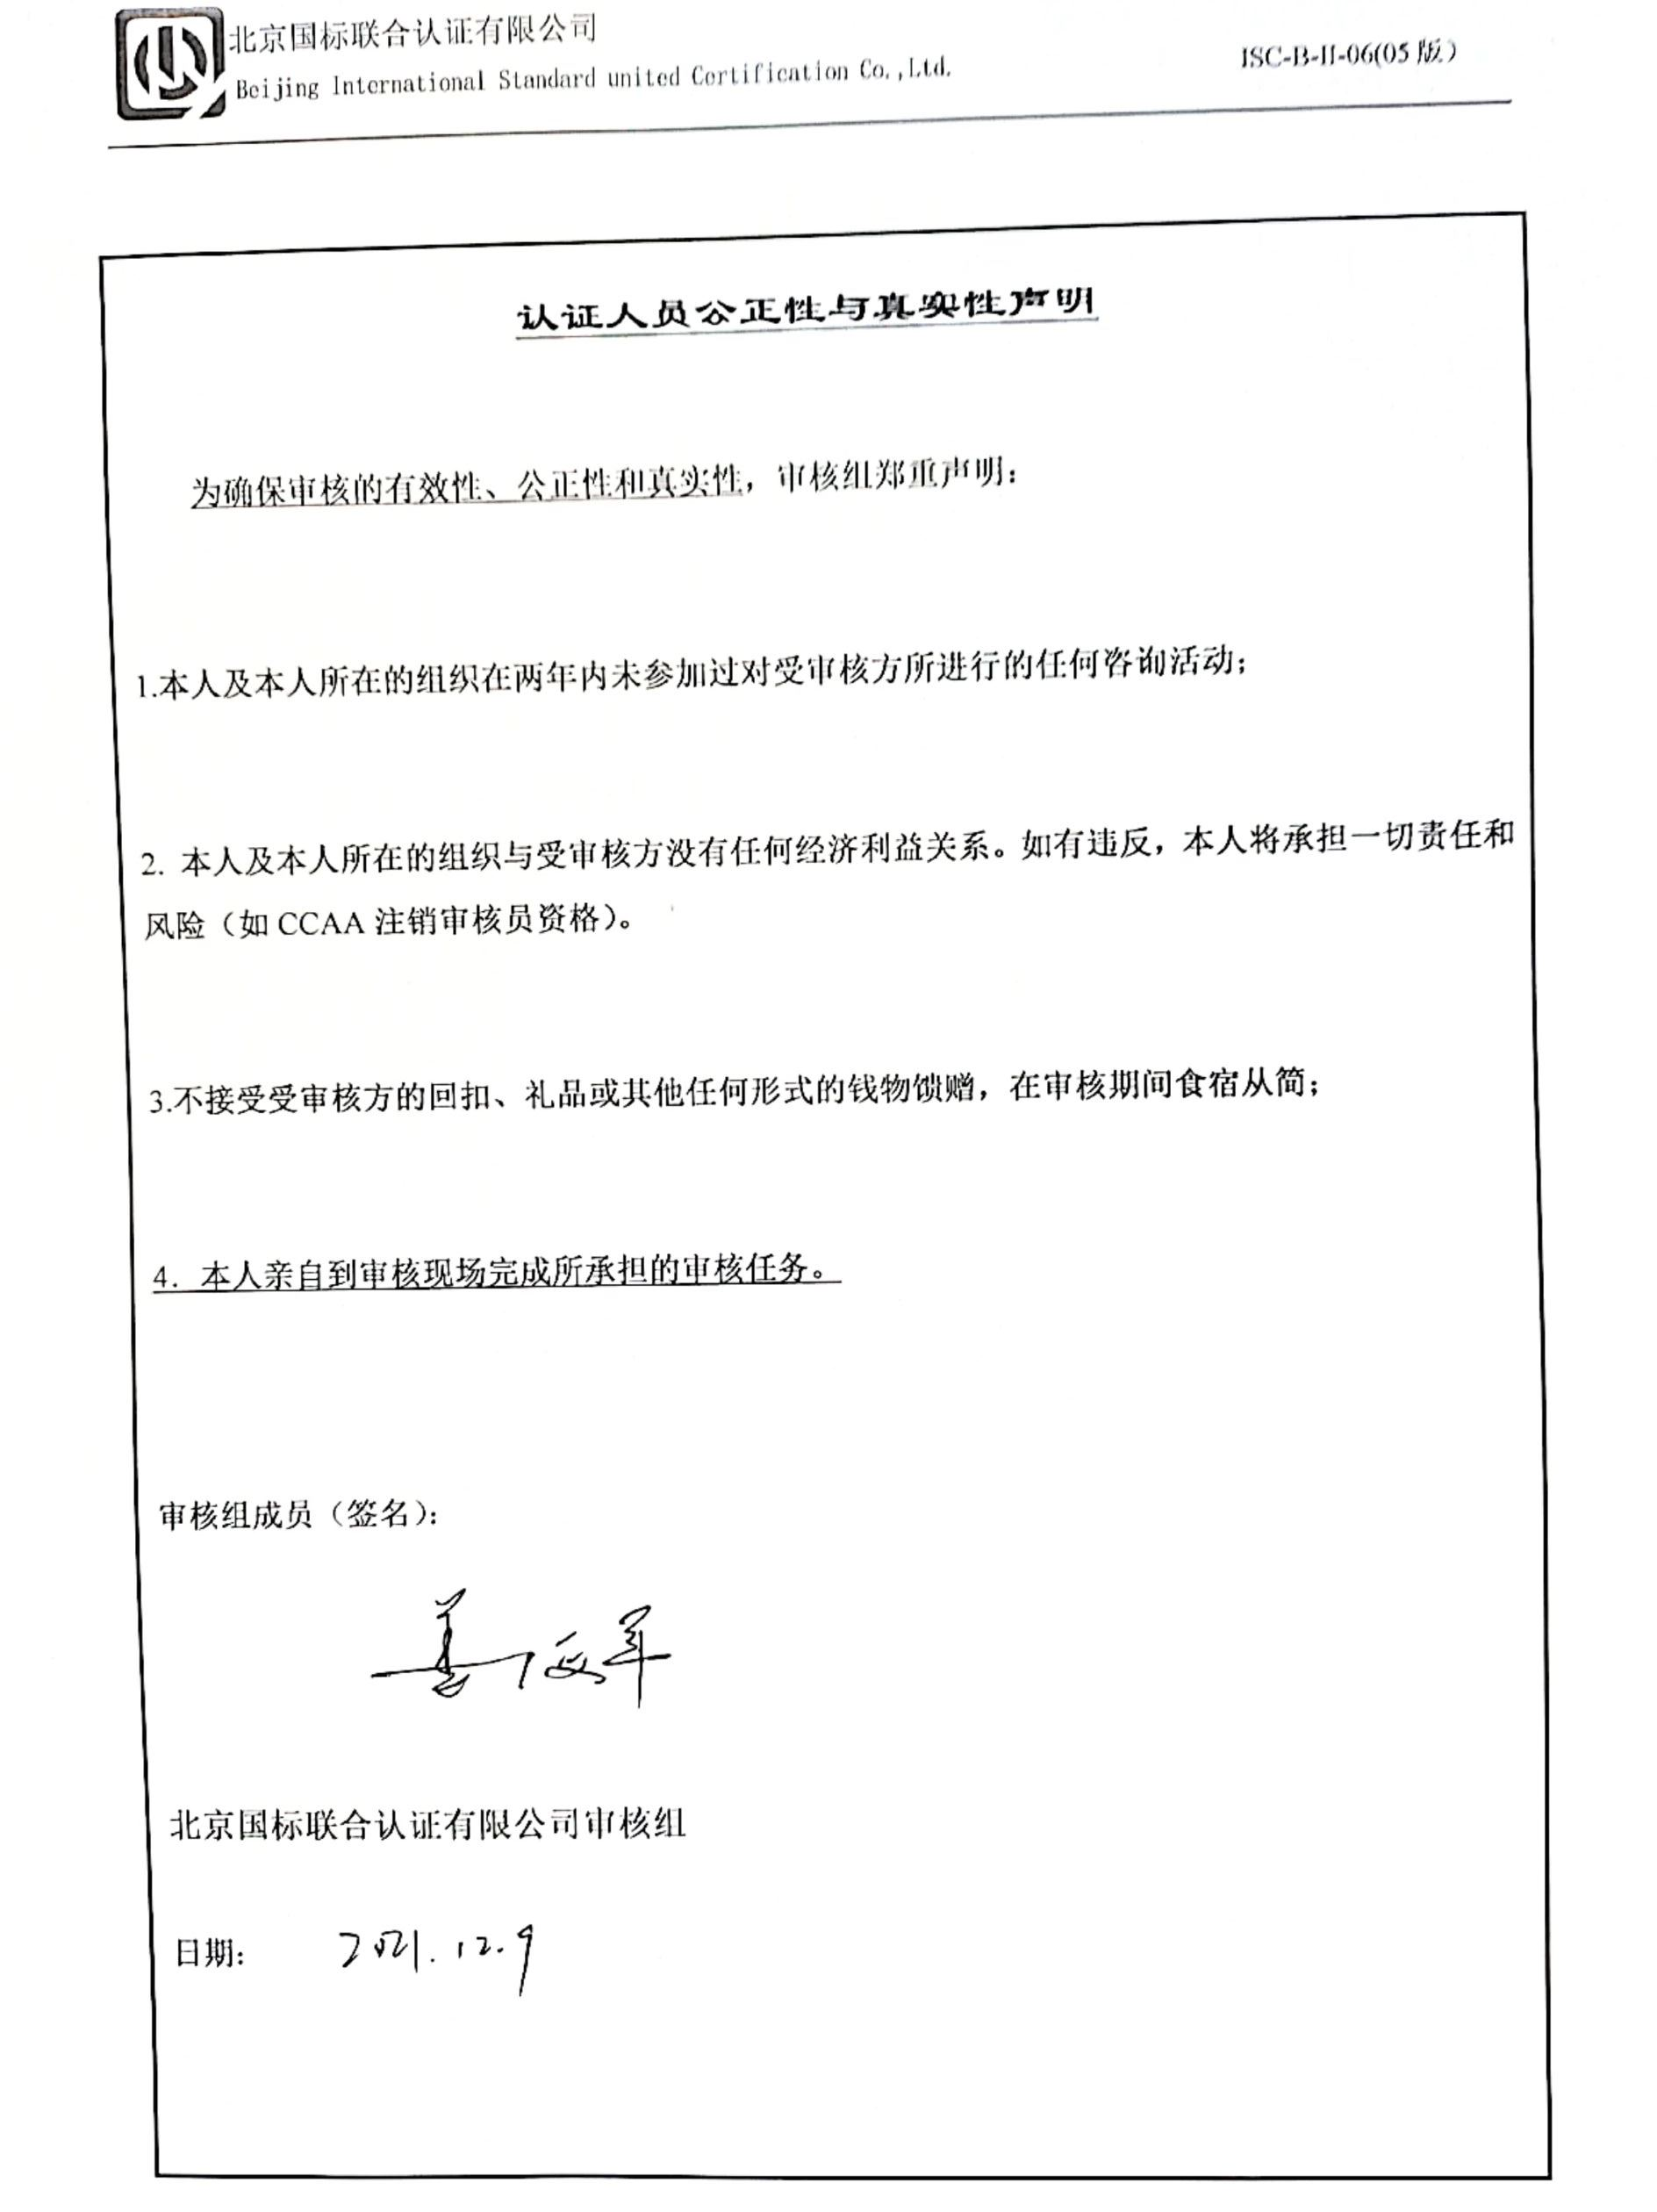 北京国标联合认证有限公司
Beijing International Standard united Certification Co.,Ltd.
ISC-B-II-06(05版)
认证人员公正性与真实性声明
为确保审核的有效性、公正性和真实性，审核组郑重声明：
1.本人及本人所在的组织在两年内未参加过对受审核方所进行的任何咨询活动；
2. 本人及本人所在的组织与受审核方没有任何经济利益关系。如有违反，本人将承担一切责任和
风险（如 CCAA 注销审核员资格）。
3.不接受受审核方的回扣、礼品或其他任何形式的钱物馈赠，在审核期间食宿从简；
4. 本人亲自到审核现场完成所承担的审核任务。
审核组成员（签名）：
北京国标联合认证有限公司审核组
日期： 2021.12.9